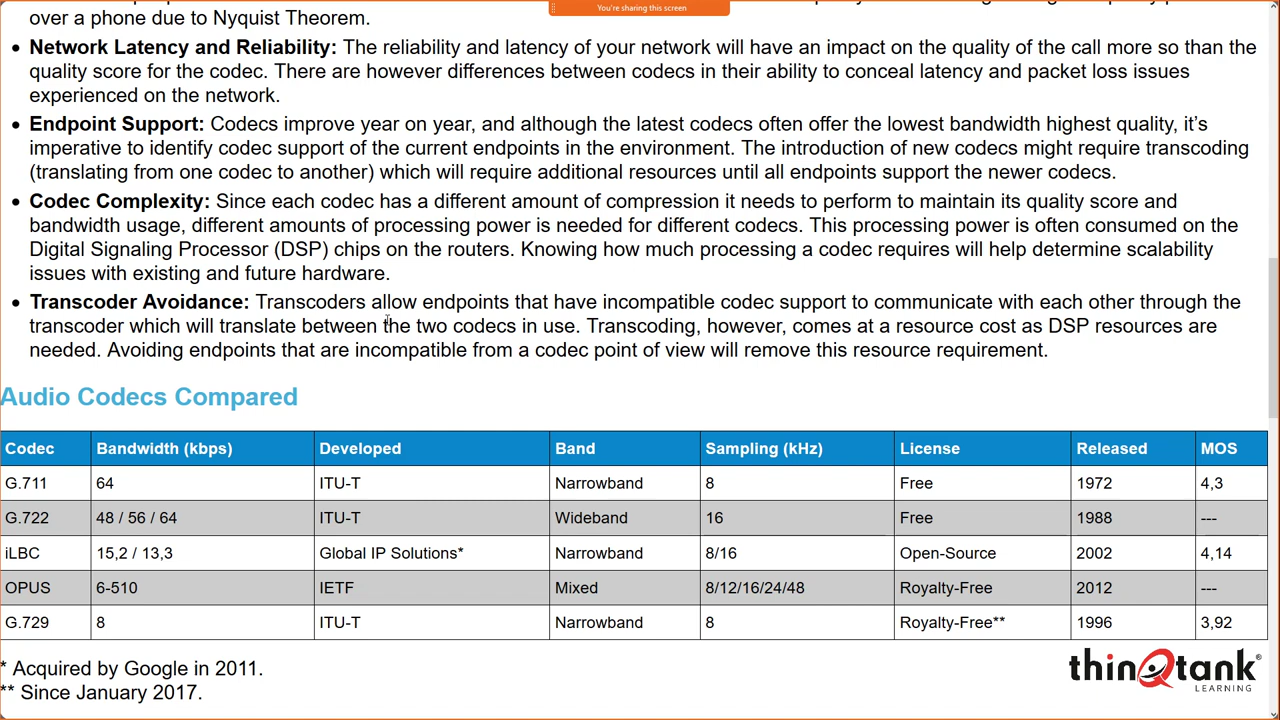 You're sharing this screen
over a phone due to Nyquist Theorem.
• Network Latency and Reliability: The reliability and latency of your network will have an impact on the quality of the call more so than the
quality score for the codec. There are however differences between codecs in their ability to conceal latency and packet loss issues
experienced on the network.
• Endpoint Support: Codecs improve year on year, and although the latest codecs often offer the lowest bandwidth highest quality, it’s
imperative to identify codec support of the current endpoints in the environment. The introduction of new codecs might require transcoding
(translating from one codec to another) which will require additional resources until all endpoints support the newer codecs.
• Codec Complexity: Since each codec has a different amount of compression it needs to perform to maintain its quality score and
bandwidth usage, different amounts of processing power is needed for different codecs. This processing power is often consumed on the
Digital Signaling Processor (DSP) chips on the routers. Knowing how much processing a codec requires will help determine scalability
issues with existing and future hardware.
• Transcoder Avoidance: Transcoders allow endpoints that have incompatible codec support to communicate with each other through the
transcoder which will translate between the two codecs in use. Transcoding, however, comes at a resource cost as DSP resources are
needed. Avoiding endpoints that are incompatible from a codec point of view will remove this resource requirement.
Audio Codecs Compared
Codec Bandwidth (kbps) Developed Band Sampling (kHz) License Released MOS
G.711 64 ITU-T Narrowband 8 Free 1972 4,3
G.722 48 / 56 / 64 ITU-T Wideband 16 Free 1988 ---
iLBC 15,2 / 13,3 Global IP Solutions* Narrowband 8/16 Open-Source 2002 4,14
OPUS 6-510 IETF Mixed 8/12/16/24/48 Royalty-Free 2012 ---
G.729 8 ITU-T Narrowband 8 Royalty-Free** 1996 3,92
* Acquired by Google in 2011.
** Since January 2017.
thinQtank®
LEARNING